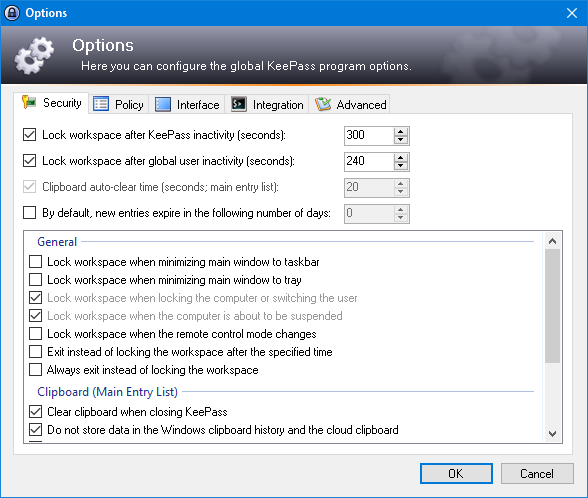 Options
Options
Here you can configure the global KeePass program options.
Security Policy Interface Integration Advanced
Lock workspace after KeePass inactivity (seconds): 300
Lock workspace after global user inactivity (seconds): 240
Clipboard auto-clear time (seconds; main entry list): 20
By default, new entries expire in the following number of days: 0
General
Lock workspace when minimizing main window to taskbar
Lock workspace when minimizing main window to tray
Lock workspace when locking the computer or switching the user
Lock workspace when the computer is about to be suspended
Lock workspace when the remote control mode changes
Exit instead of locking the workspace after the specified time
Always exit instead of locking the workspace
Clipboard (Main Entry List)
Clear clipboard when closing KeePass
Do not store data in the Windows clipboard history and the cloud clipboard
OK Cancel